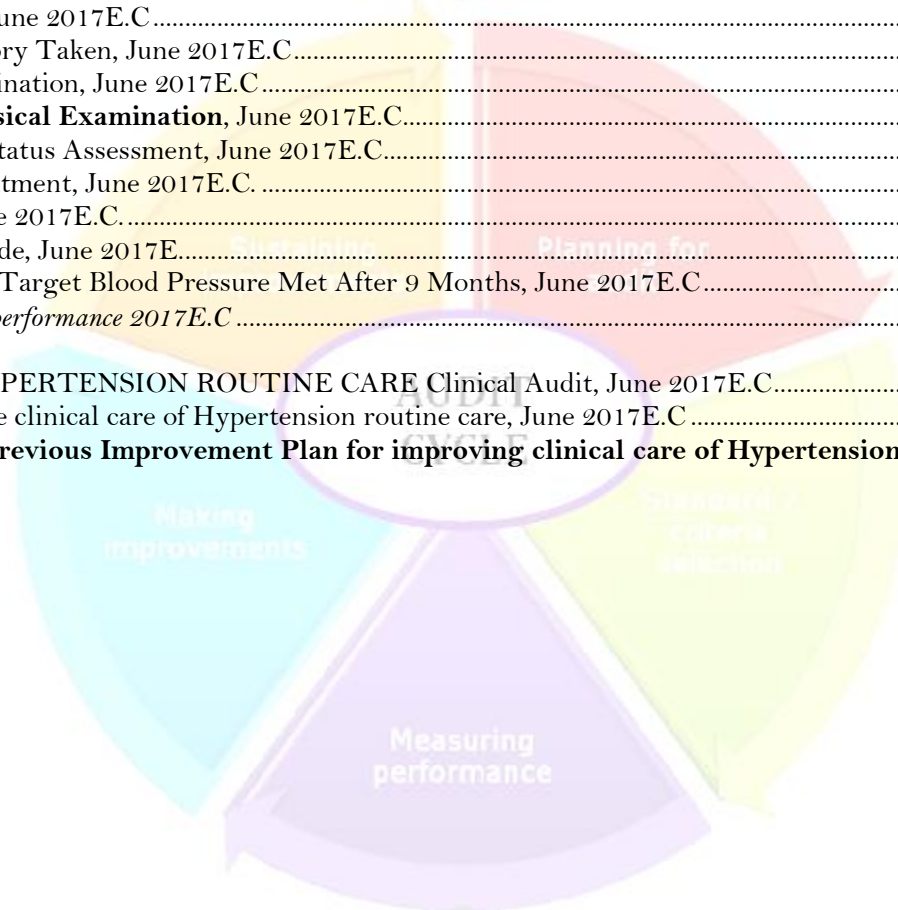 une 2017E.C
ory Taken, June 2017E.C
ination, June 2017E.C
sical Examination, June 2017E.C
tatus Assessment, June 2017E.C
tment, June 2017E.C.
e 2017E.C.
de, June 2017E
Sustaining
Planning for
Target Blood Pressure Met After 9 Months, June 2017E.C
performance 2017E.C
PERTENSION ROUTINE CARE Clinical Audit, June 2017E.C
AUDIT
e clinical care of Hypertension routine care, June 2017E.C
CYCLE
revious Improvement Plan for improving clinical care of Hypertension
Making
improvements
Standard /
criteria
selection
Measuring
performance